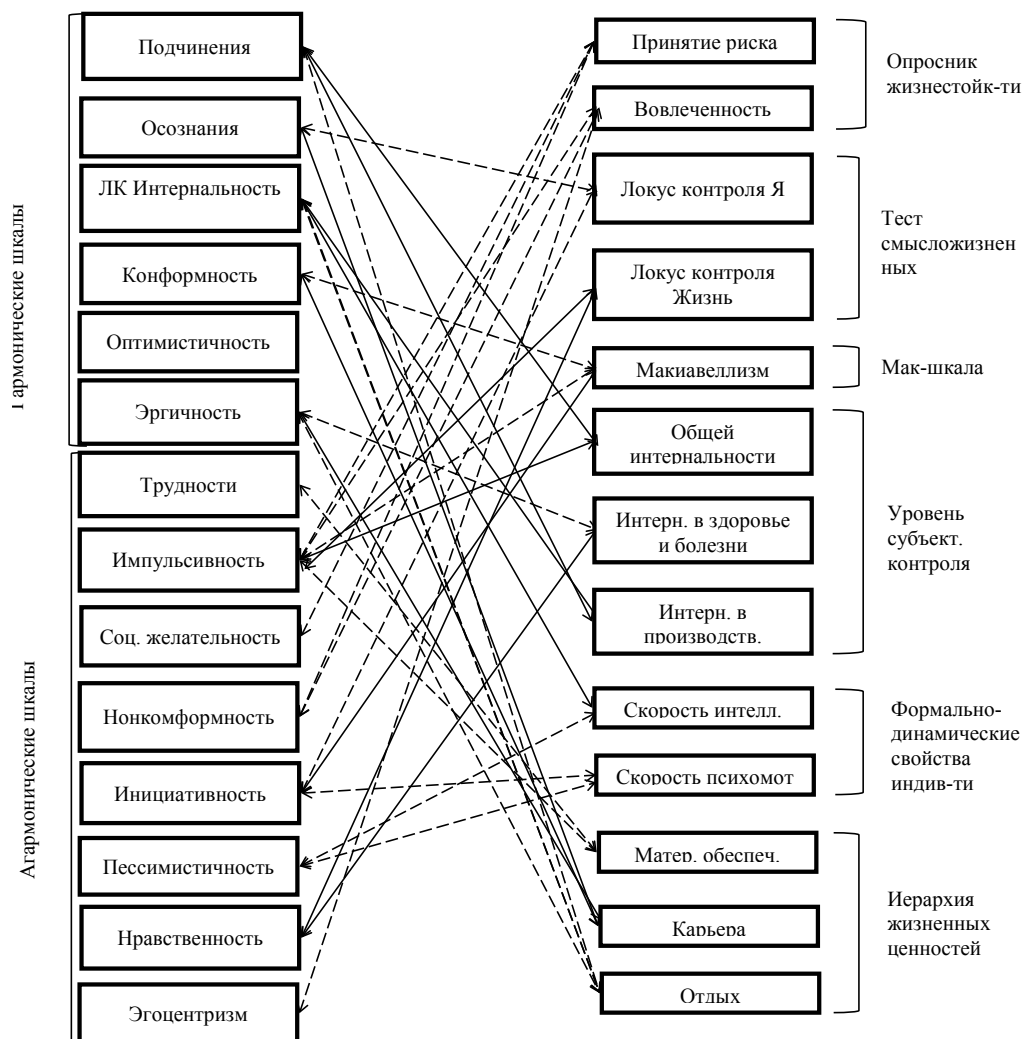 Гармонические шкалы
Подчинения
Осознания
ЛК Интернальность
Конформность
Оптимистичность
Эргичность
Агармонические шкалы
Трудности
Импульсивность
Соц. желательность
Нонкомформность
Инициативность
Пессимистичность
Нравственность
Эгоцентризм
Принятие риска
Вовлеченность
Локус контроля Я
Локус контроля
Жизнь
Макиавеллизм
Общей
интернальности
Интерн. в здоровье
и болезни
Интерн. в
производств.
Скорость интелл.
Скорость психомот
Матер. обеспеч.
Карьера
Отдых
Опросник
жизнестойк-ти
Тест
смысложизнен
ных
Мак-шкала
Уровень
субъект.
контроля
Формально-
динамические
свойства
индив-ти
Иерархия
жизненных
ценностей